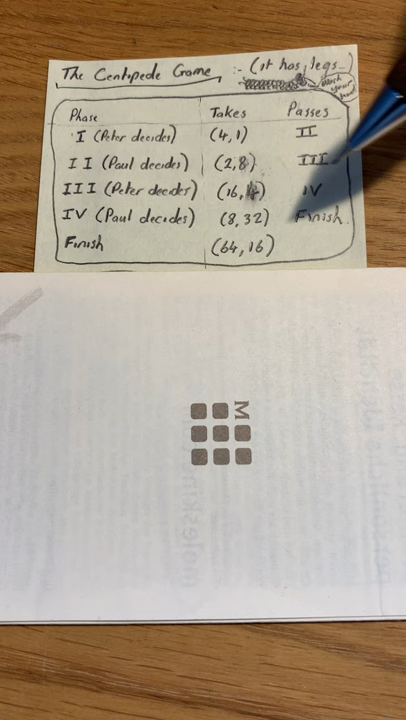 The Centipede Game :- (it has legs..)
Phase Takes Passes
I (Peter decides) (4,1) II
II (Paul decides) (2,8) III
III (Peter decides) (16,4) IV
IV (Paul decides) (8,32) Finish
Finish (64,16)
M